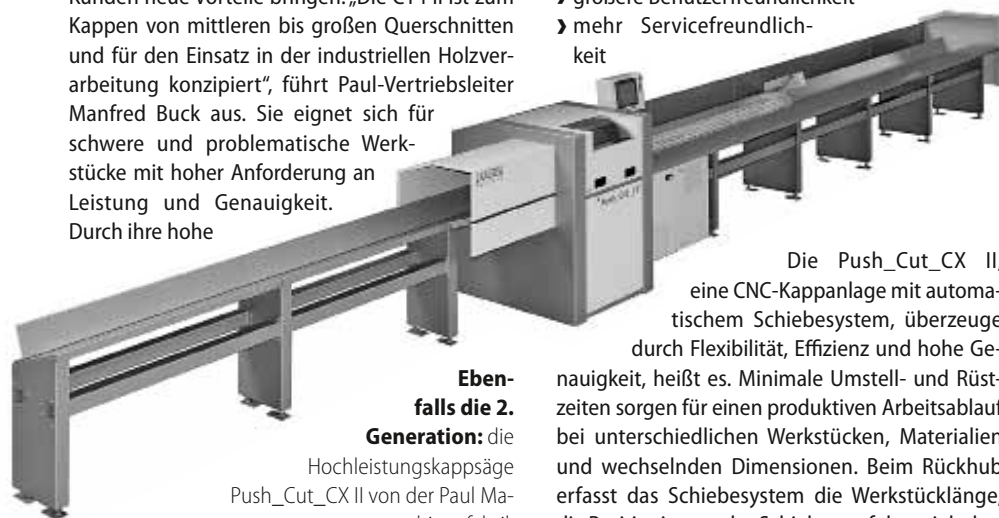 Kunden neue Vorteile bringen. „Die C14 II ist zum
Kappen von mittleren bis großen Querschnitten
und für den Einsatz in der industriellen Holzver-
arbeitung konzipiert“, führt Paul-Vertriebsleiter
Manfred Buck aus. Sie eignet sich für
schwere und problematische Werk-
stücke mit hoher Anforderung an
Leistung und Genauigkeit.
Durch ihre hohe
Eben-
falls die 2.
Generation: die
Hochleistungskappsäge
Push_Cut_CX II von der Paul Ma-
❯ größere Benutzerfreundlichkeit
❯ mehr Servicefreundlich-
keit
Die Push_Cut_CX II,
eine CNC-Kappanlage mit automa-
tischem Schiebesystem, überzeuge
durch Flexibilität, Effizienz und hohe Ge-
nauigkeit, heißt es. Minimale Umstell- und Rüst-
zeiten sorgen für einen produktiven Arbeitsablauf
bei unterschiedlichen Werkstücken, Materialien
und wechselnden Dimensionen. Beim Rückhub
erfasst das Schiebesystem die Werkstücklänge,